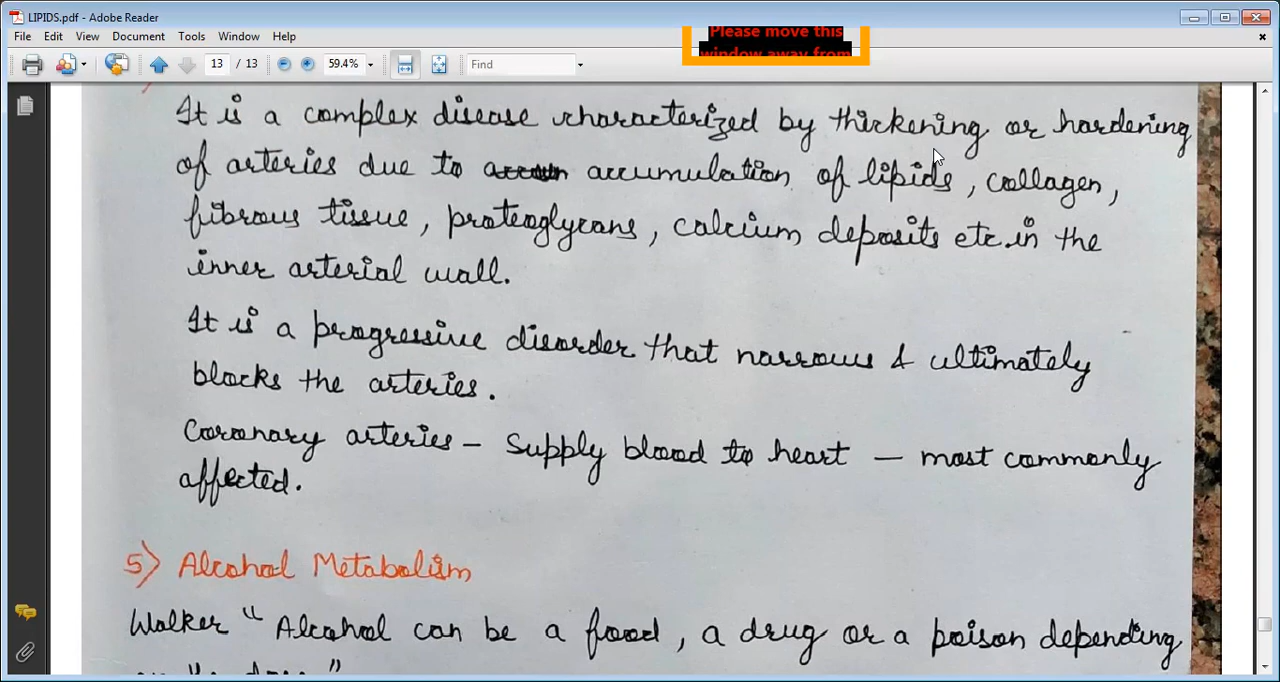 LIPIDS.pdf - Adobe Reader
File Edit View Document Tools Window Help
Please move this
window away from
13 / 13 59.4% Find
It is a complex disease characterized by thickening or hardening
of arteries due to accumulation of lipids, collagen,
fibrous tissue, proteoglycans, calcium deposits etc. in the
inner arterial wall.
It is a progressive disorder that narrows & ultimately
blocks the arteries.
Coronary arteries - supply blood to heart - most commonly
affected.
5) Alcohol Metabolism
Walker " Alcohol can be a food, a drug or a poison depending